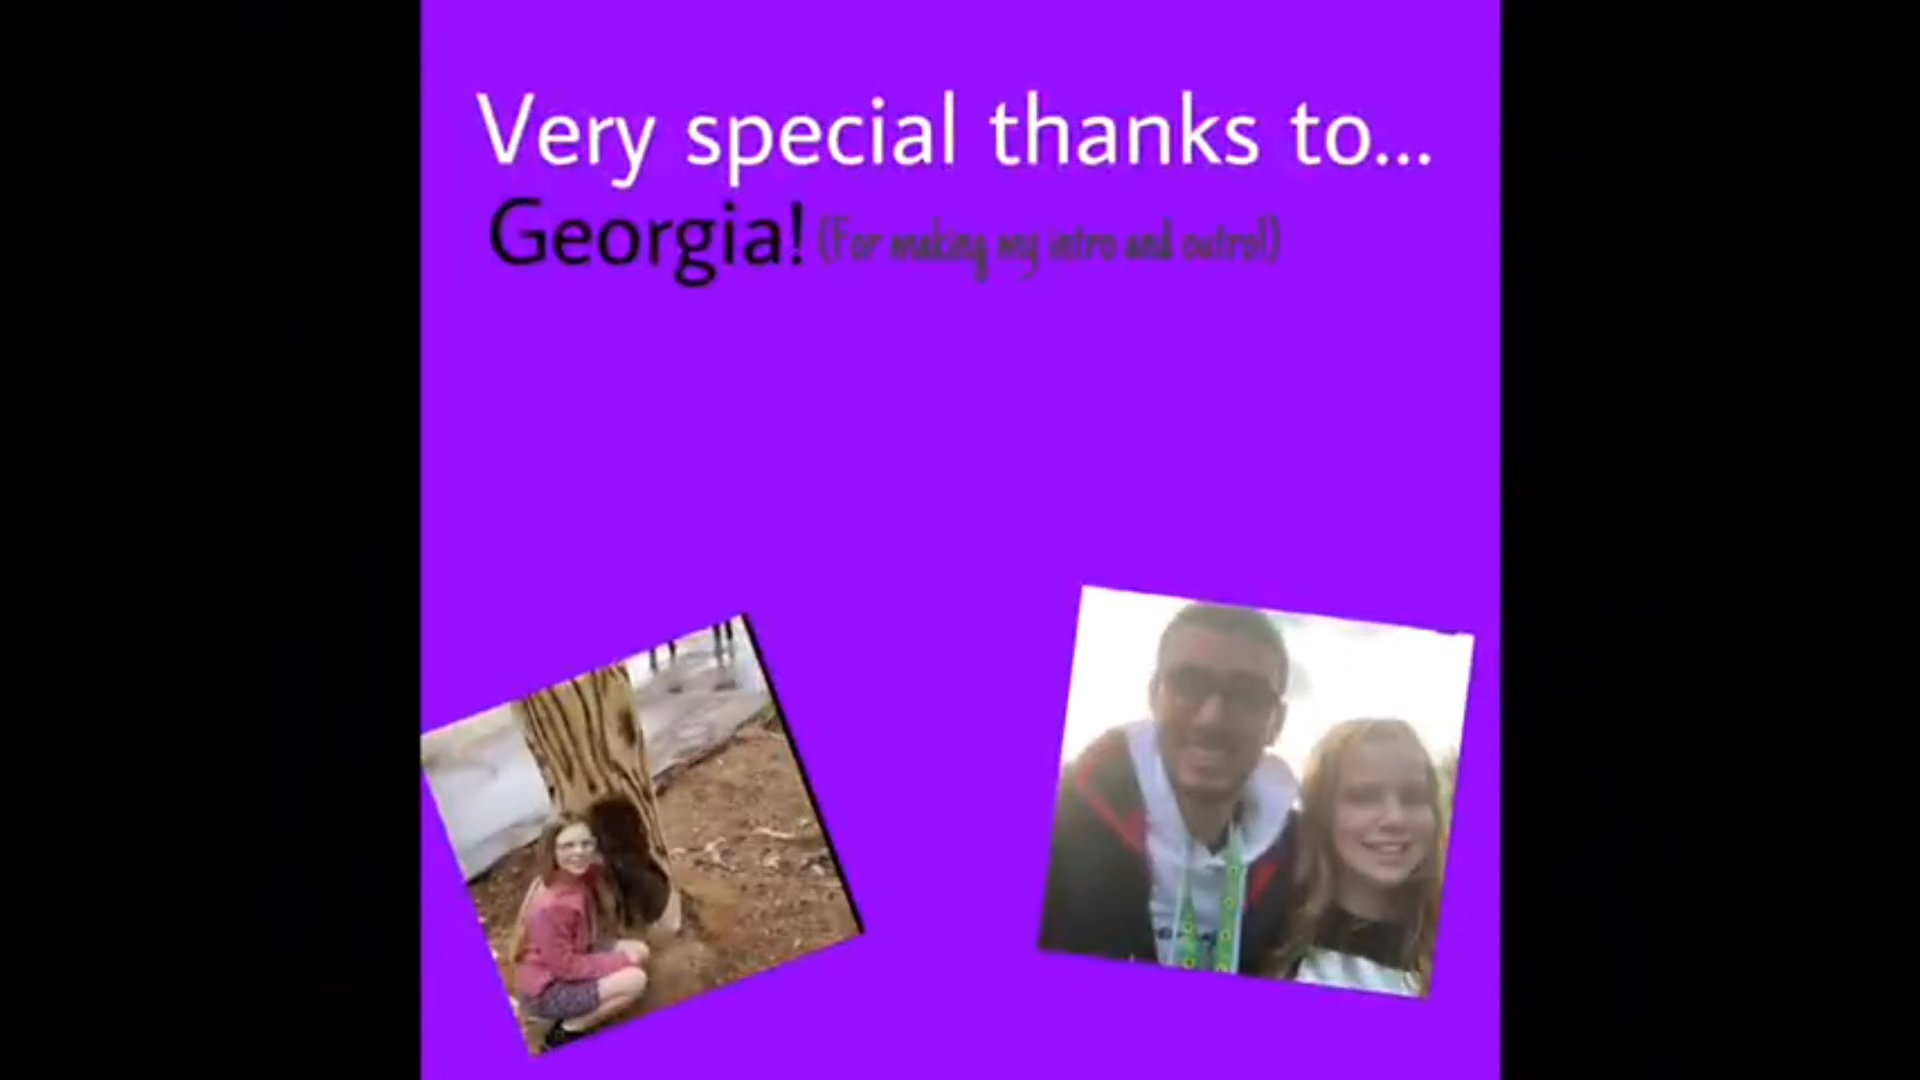 Very special thanks to...
Georgia! (For making my intro and outro!)